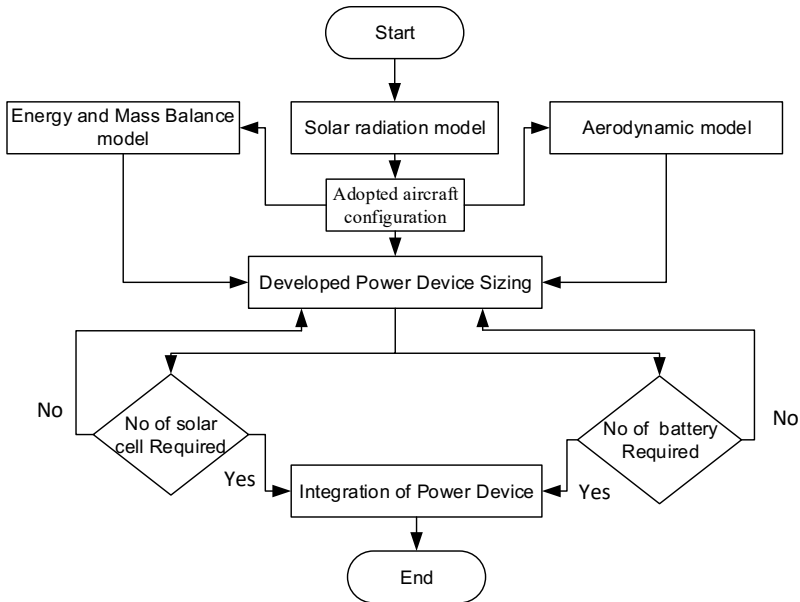 Start
Energy and Mass Balance
model
Solar radiation model
Aerodynamic model
Adopted aircraft
configuration
Developed Power Device Sizing
No
No of solar
cell Required
Yes
No of battery
Required
No
Yes
Integration of Power Device
End